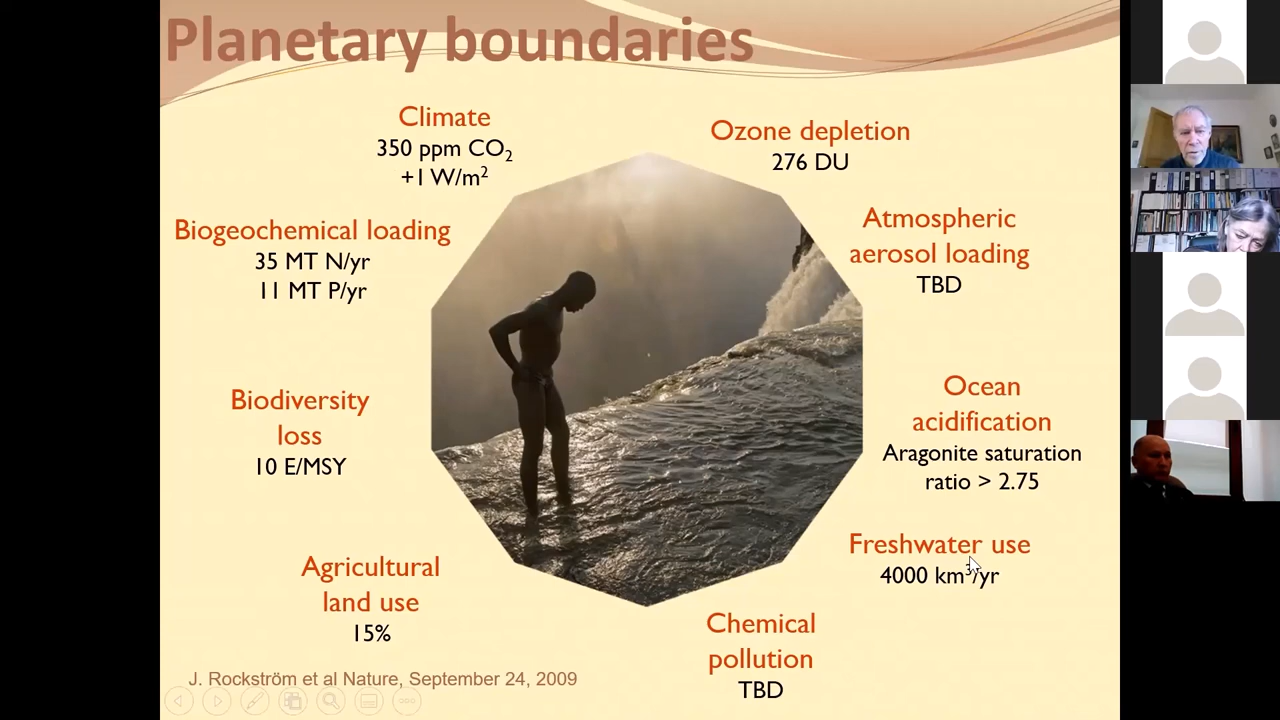 Planetary boundaries
Climate
350 ppm CO₂
+1 W/m²
Ozone depletion
276 DU
Biogeochemical loading
35 MT N/yr
11 MT P/yr
Atmospheric
aerosol loading
TBD
Biodiversity
loss
10 E/MSY
Ocean
acidification
Aragonite saturation
ratio > 2.75
Agricultural
land use
15%
Freshwater use
4000 km³/yr
Chemical
pollution
TBD
J. Rockström et al Nature, September 24, 2009